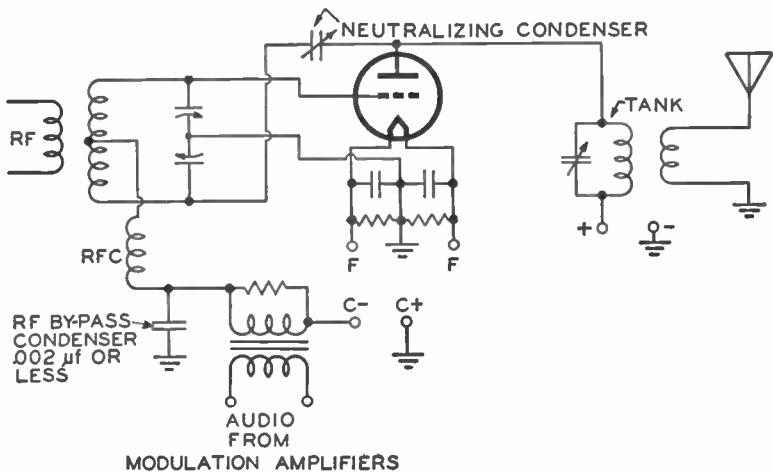 NEUTRALIZING CONDENSER
RF
TANK
+
-
RFC
F
F
C-
C+
RF BY-PASS
CONDENSER
.002 µf OR
LESS
AUDIO
FROM
MODULATION AMPLIFIERS